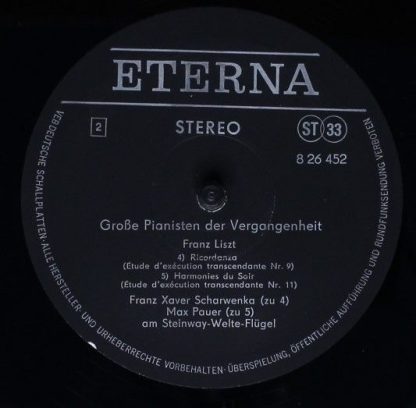 ETERNA
2
STEREO
ST 33
8 26 452
Große Pianisten der Vergangenheit
Franz Liszt
4) Ricordanza
(Etude d'exécution transcendante Nr. 9)
5) Harmonies du Soir
(Etude d'exécution transcendante Nr. 11)
Franz Xaver Scharwenka (zu 4)
Max Pauer (zu 5)
am Steinway-Welte-Flügel
VEB DEUTSCHE SCHALLPLATTEN · ALLE HERSTELLER- UND URHEBERRECHTE VORBEHALTEN · ÜBERSPIELUNG, ÖFFENTLICHE AUFFÜHRUNG UND RUNDFUNKSENDUNG VERBOTEN